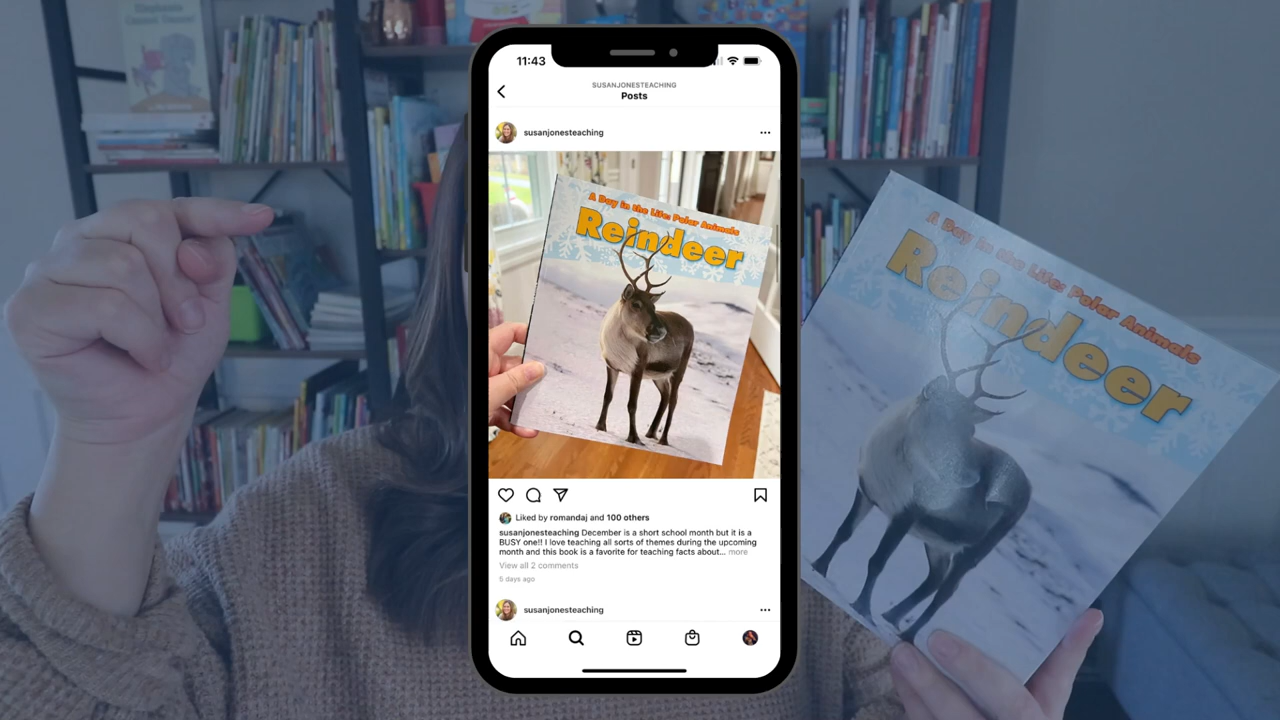 11:43
SUSANJONESTEACHING
Posts
susanjonesteaching
A Day in the Life: Polar Animals
Reindeer
Liked by romandaj and 100 others
susanjonesteaching December is a short school month but it is a
BUSY one!! I love teaching all sorts of themes during the upcoming
month and this book is a favorite for teaching facts about... more
View all 2 comments
5 days ago
susanjonesteaching
A Day in the Life: Polar Animals
Reindeer